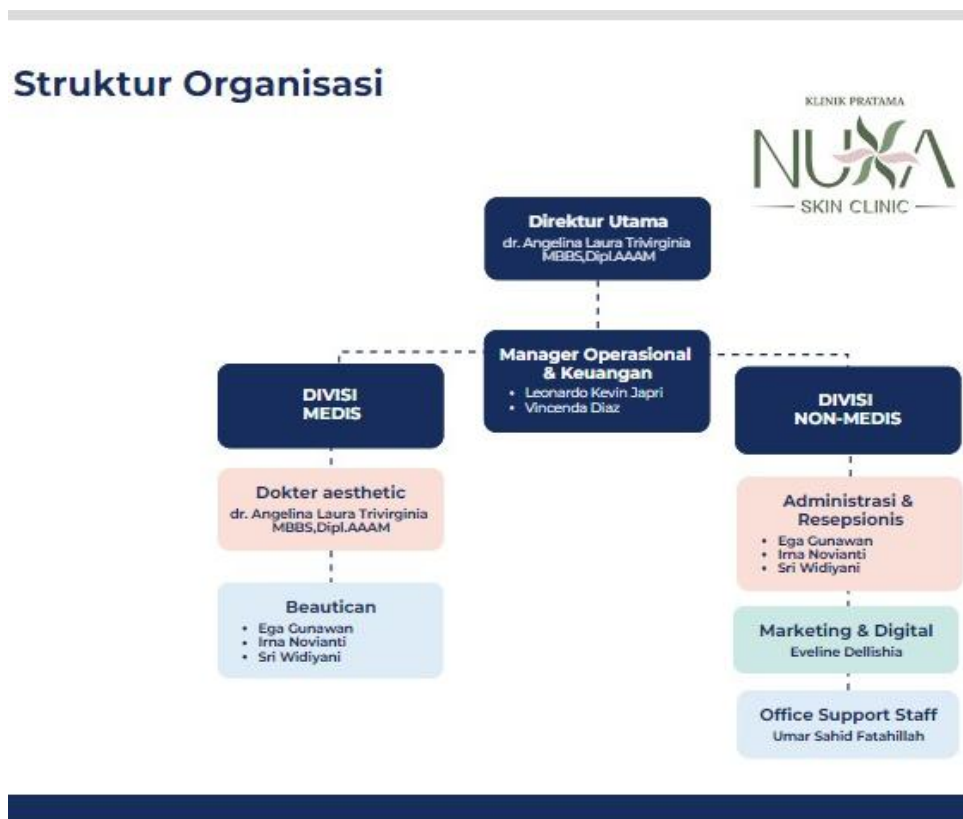 Struktur Organisasi
KLINIK PRATAMA
NUXA
SKIN CLINIC
Direktur Utama
dr. Angelina Laura Trivirginia
MBBS,Dipl.AAAM
Manager Operasional
& Keuangan
• Leonardo Kevin Japri
• Vincenda Diaz
DIVISI
MEDIS
Dokter aesthetic
dr. Angelina Laura Trivirginia
MBBS,Dipl.AAAM
Beautican
• Ega Gunawan
• Irna Novianti
• Sri Widiyani
DIVISI
NON-MEDIS
Administrasi &
Resepsionis
• Ega Gunawan
• Irna Novianti
• Sri Widiyani
Marketing & Digital
Eveline Dellishia
Office Support Staff
Umar Sahid Fatahillah